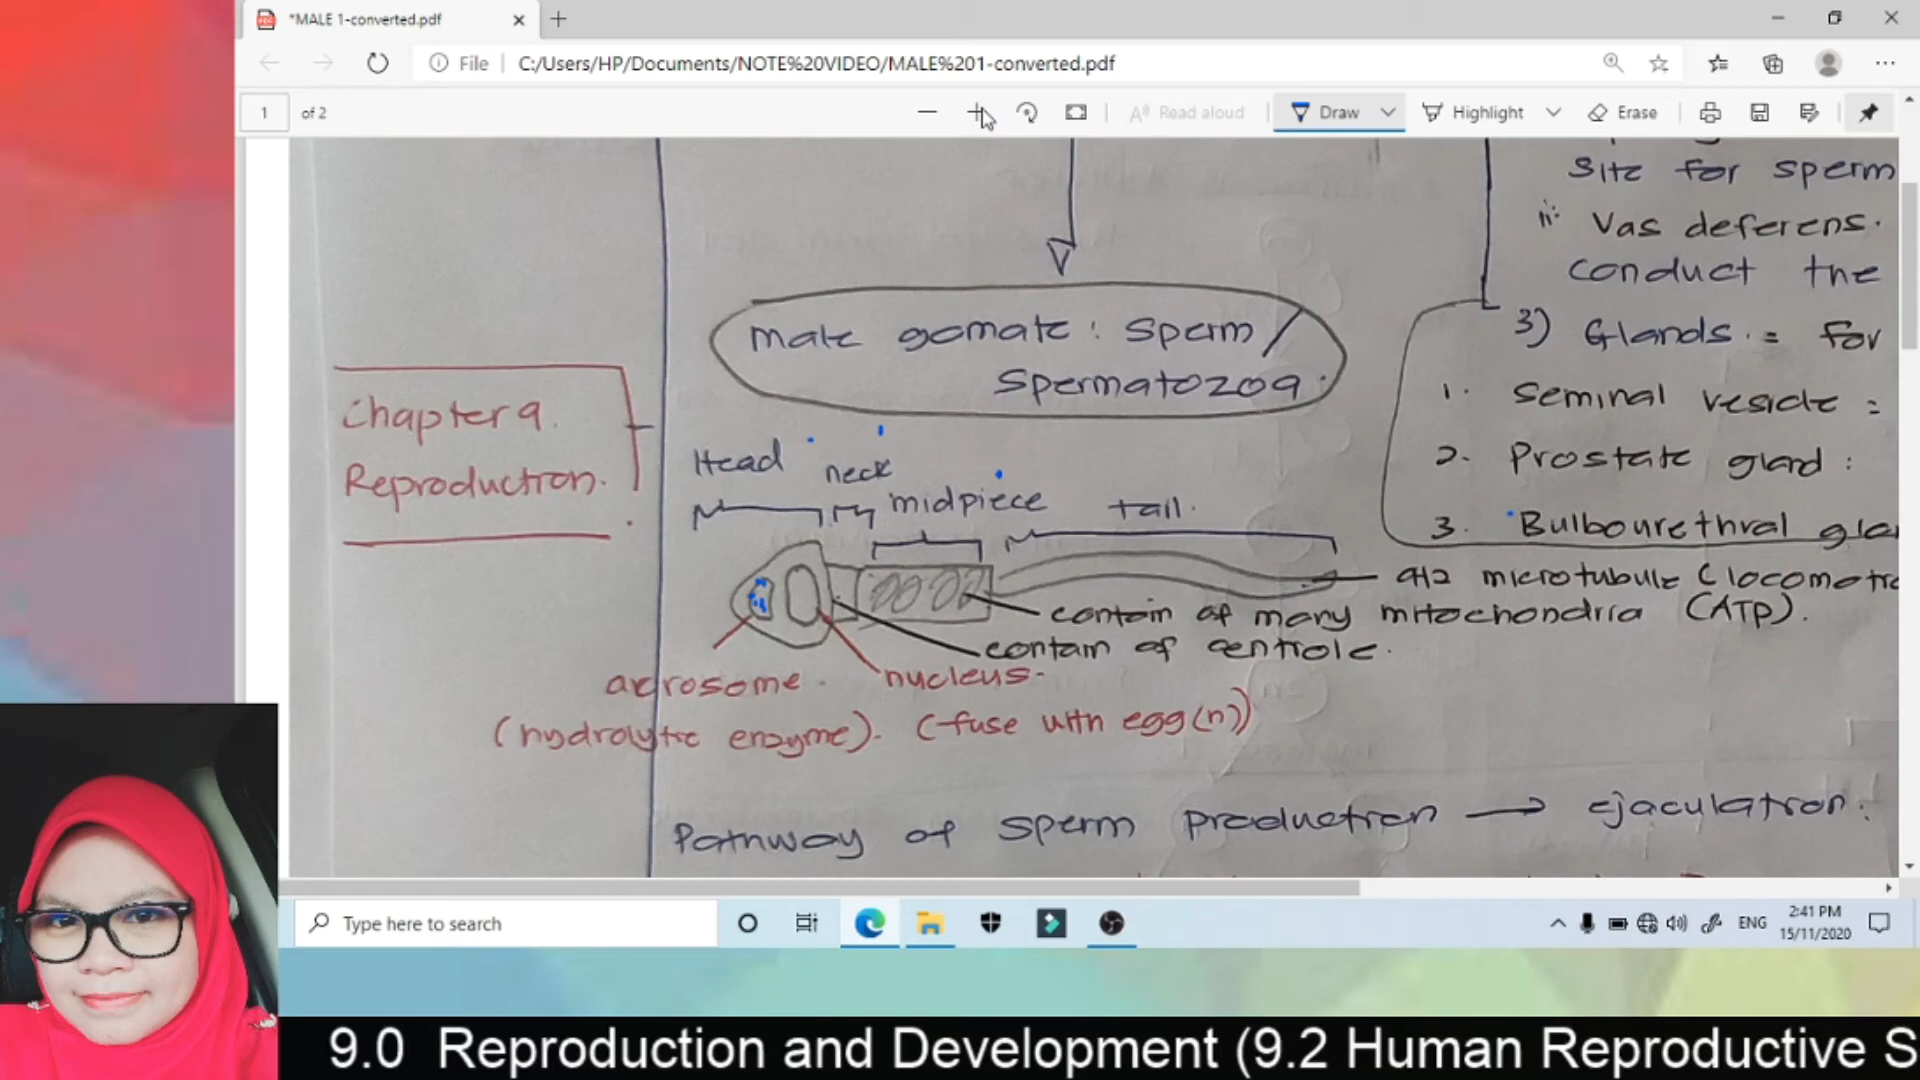 *MALE 1-converted.pdf
File
C:/Users/HP/Documents/NOTE%20VIDEO/MALE%201-converted.pdf
1 of 2
Read aloud
Draw
Highlight
Erase
Site for sperm
Vas deferens.
conduct the
3) Glands. = for
1. Seminal vesicle :
2. Prostate gland :
3. Bulbourethral gla
Male gamate : Sperm /
Spermatozoa.
Chapter 9.
Reproduction.
Head neck
midpiece tail.
9+2 microtubule (locomoti
contain of many mitochondria (ATP).
contain of centriole.
acrosome. nucleus.
(hydrolytic enzyme). (fuse with egg (n))
Pathway of sperm production → ejaculation.
Type here to search
ENG
2:41 PM
15/11/2020
9.0 Reproduction and Development (9.2 Human Reproductive S